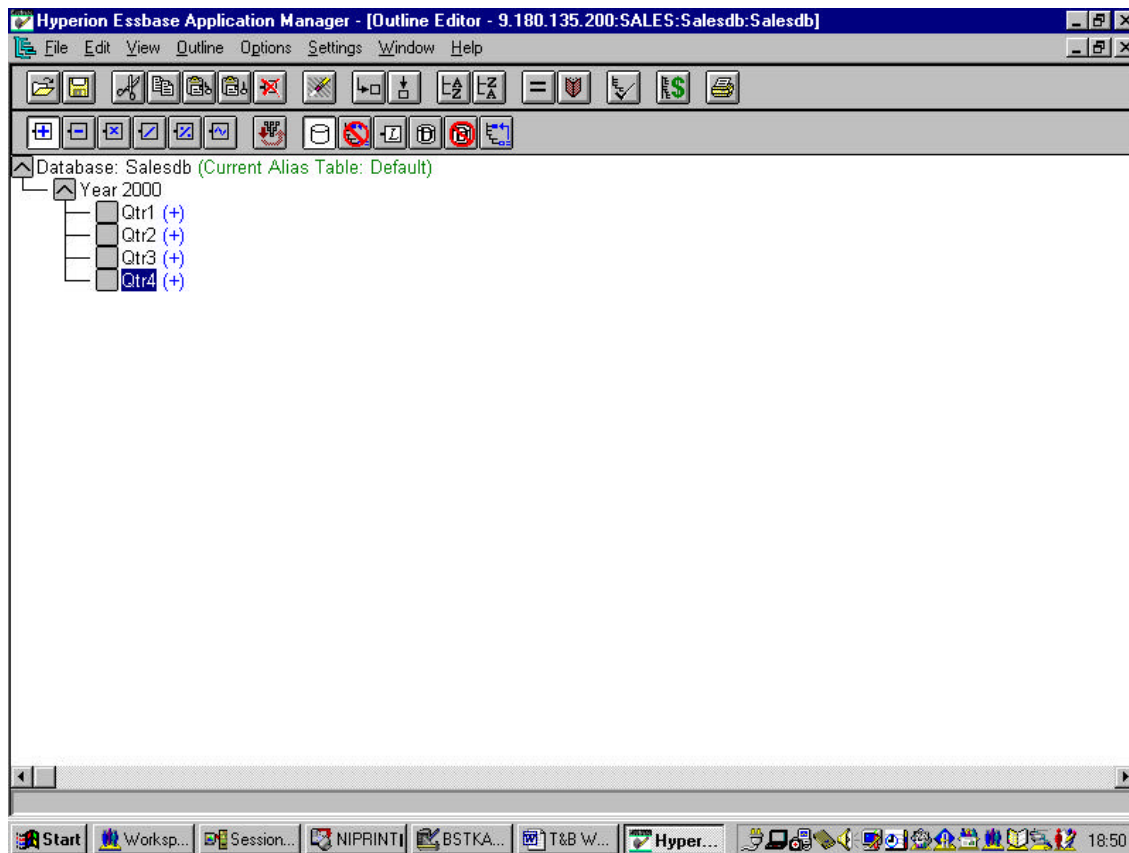 Hyperion Essbase Application Manager - [Outline Editor - 9.180.135.200:SALES:Salesdb:Salesdb]
File Edit View Outline Options Settings Window Help
Database: Salesdb (Current Alias Table: Default)
Year 2000
Qtr1 (+)
Qtr2 (+)
Qtr3 (+)
Qtr4 (+)
Start Worksp... Session... NIPRINT BSTKA... T&B W... Hyper... 18:50